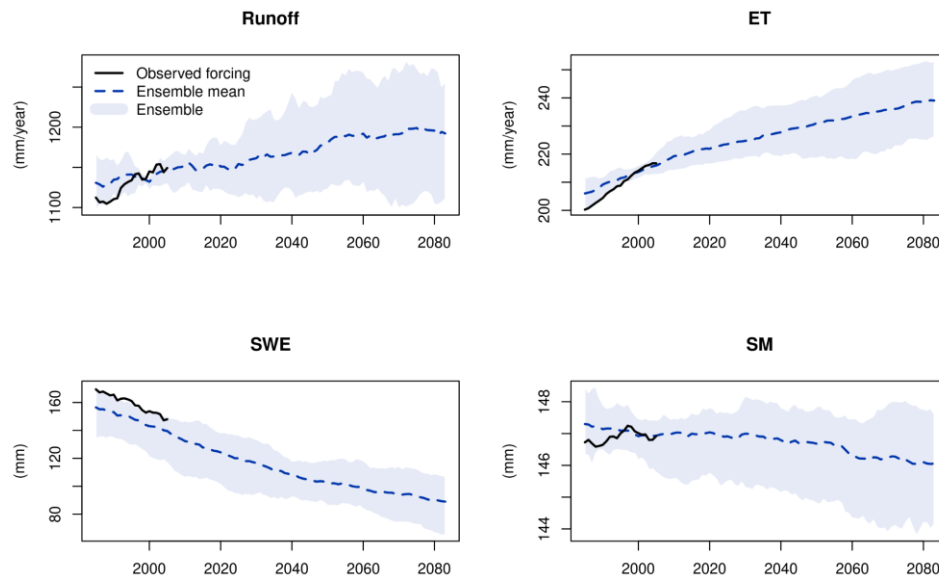 Runoff
Observed forcing
Ensemble mean
Ensemble
(mm/year)
1200
1100
2000 2020 2040 2060 2080
ET
(mm/year)
240
220
200
2000 2020 2040 2060 2080
SWE
(mm)
160
120
80
2000 2020 2040 2060 2080
SM
(mm)
148
146
144
2000 2020 2040 2060 2080